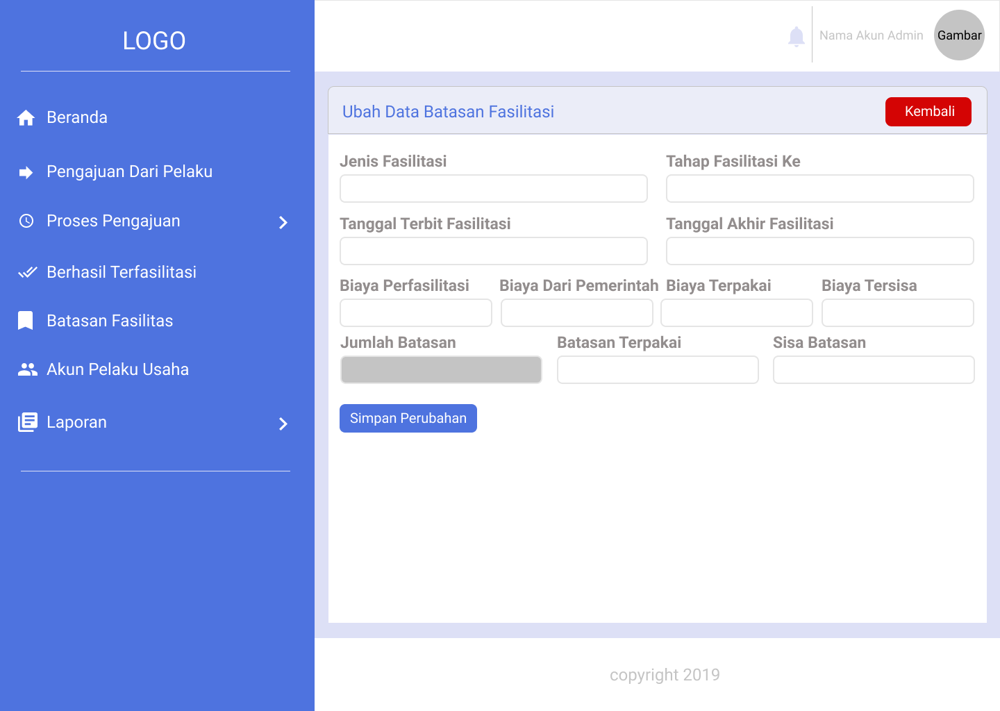 LOGO
Beranda
Pengajuan Dari Pelaku
Proses Pengajuan
Berhasil Terfasilitasi
Batasan Fasilitas
Akun Pelaku Usaha
Laporan
Nama Akun Admin
Gambar
Ubah Data Batasan Fasilitasi
Kembali
Jenis Fasilitasi
Tahap Fasilitasi Ke
Tanggal Terbit Fasilitasi
Tanggal Akhir Fasilitasi
Biaya Perfasilitasi
Biaya Dari Pemerintah
Biaya Terpakai
Biaya Tersisa
Jumlah Batasan
Batasan Terpakai
Sisa Batasan
Simpan Perubahan
copyright 2019